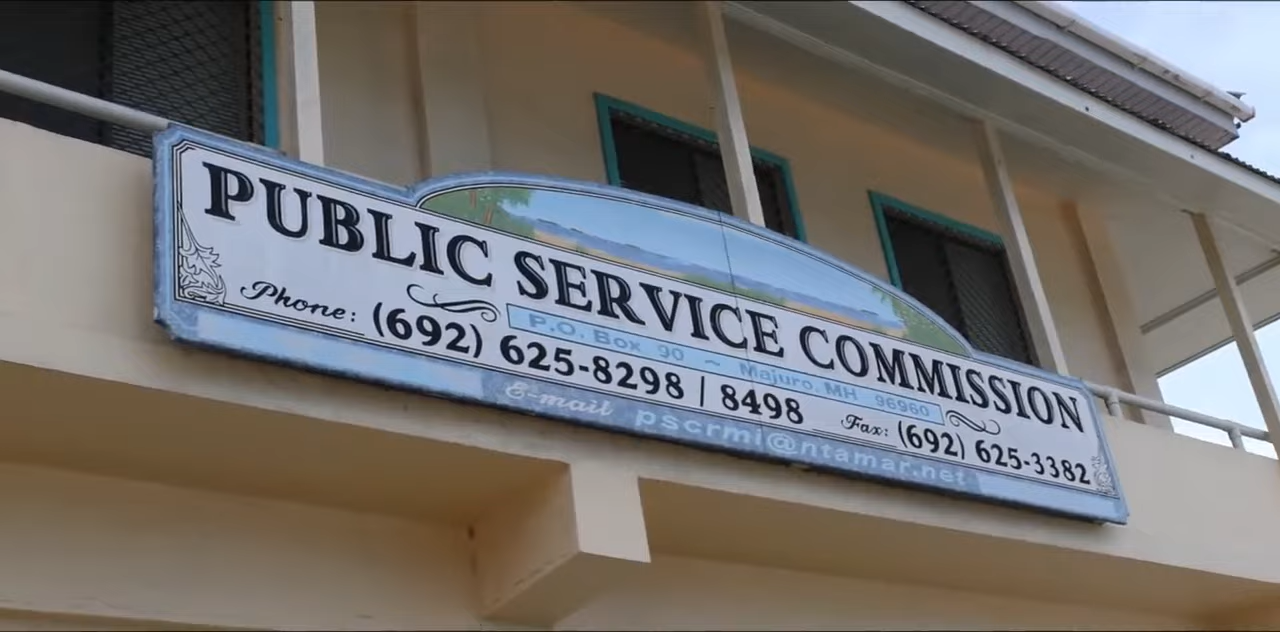 PUBLIC SERVICE COMMISSION
P.O. Box 90 ~ Majuro, MH 96960
Phone: (692) 625-8298 | 8498 Fax: (692) 625-3382
E-mail pscrmi@ntamar.net